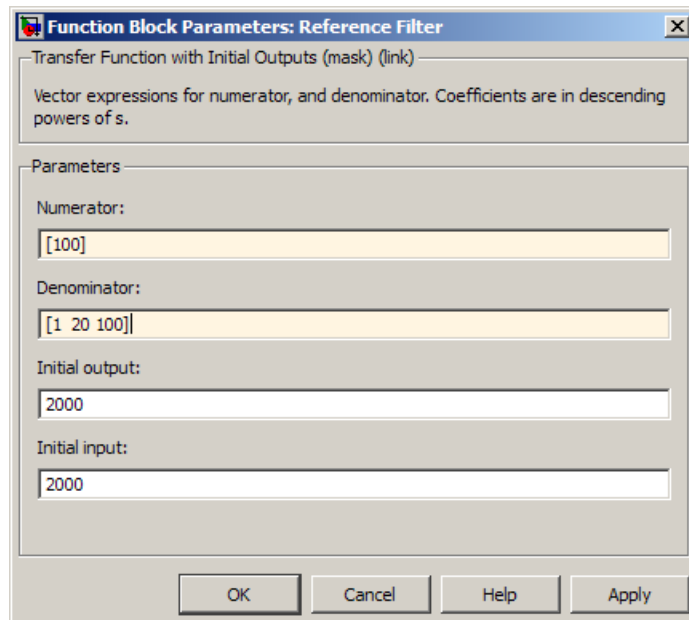 Function Block Parameters: Reference Filter
Transfer Function with Initial Outputs (mask) (link)
Vector expressions for numerator, and denominator. Coefficients are in descending
powers of s.
Parameters
Numerator:
[100]
Denominator:
[1  20 100]
Initial output:
2000
Initial input:
2000
OK Cancel Help Apply